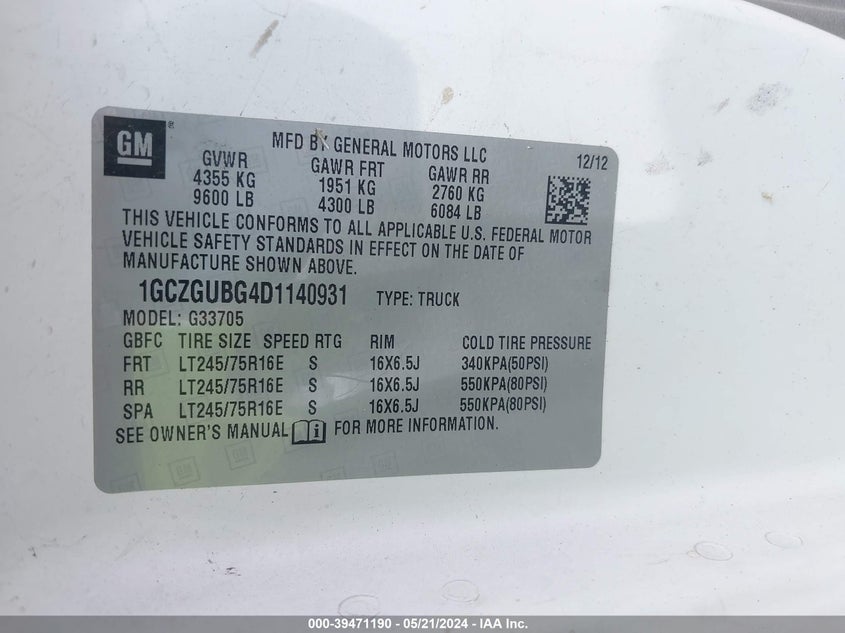 GM®
MFD BY GENERAL MOTORS LLC 12/12
GVWR GAWR FRT GAWR RR
4355 KG 1951 KG 2760 KG
9600 LB 4300 LB 6084 LB
THIS VEHICLE CONFORMS TO ALL APPLICABLE U.S. FEDERAL MOTOR
VEHICLE SAFETY STANDARDS IN EFFECT ON THE DATE OF
MANUFACTURE SHOWN ABOVE.
1GCZGUBG4D1140931 TYPE: TRUCK
MODEL: G33705
GBFC TIRE SIZE SPEED RTG RIM COLD TIRE PRESSURE
FRT LT245/75R16E S 16X6.5J 340KPA(50PSI)
RR LT245/75R16E S 16X6.5J 550KPA(80PSI)
SPA LT245/75R16E S 16X6.5J 550KPA(80PSI)
SEE OWNER'S MANUAL i FOR MORE INFORMATION.
000-39471190 - 05/21/2024 - IAA Inc.